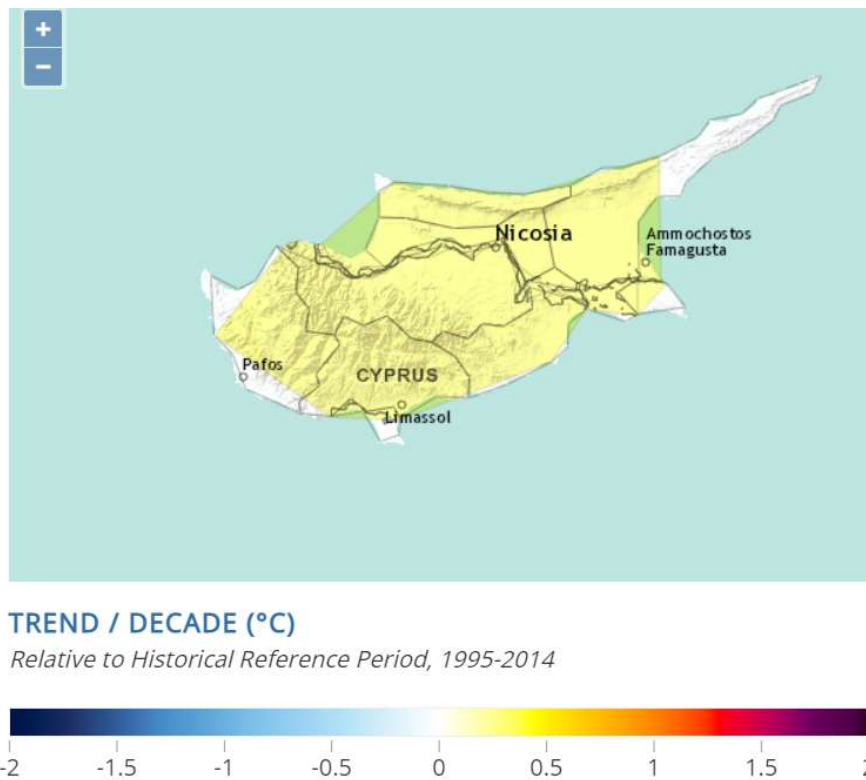 +
−
Nicosia
Ammochostos
Famagusta
Pafos
CYPRUS
Limassol
TREND / DECADE (°C)
Relative to Historical Reference Period, 1995-2014
-2 -1.5 -1 -0.5 0 0.5 1 1.5